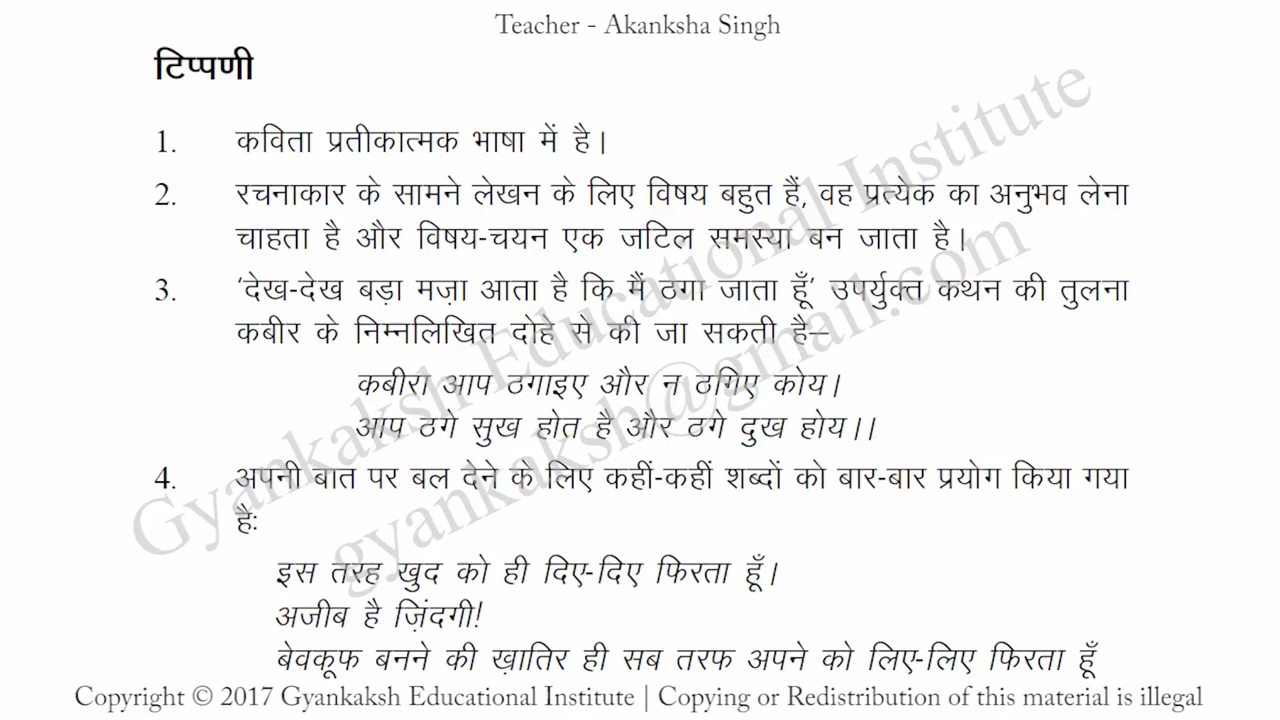 Teacher - Akanksha Singh
टिप्पणी
1. कविता प्रतीकात्मक भाषा में है।
2. रचनाकार के सामने लेखन के लिए विषय बहुत हैं, वह प्रत्येक का अनुभव लेना
चाहता है और विषय-चयन एक जटिल समस्या बन जाता है।
3. ‘देख-देख बड़ा मज़ा आता है कि मैं ठगा जाता हूँ’ उपर्युक्त कथन की तुलना
कबीर के निम्नलिखित दोहे से की जा सकती है–
कबीरा आप ठगाइए और न ठगिए कोय।
आप ठगे सुख होत है और ठगे दुख होय।।
4. अपनी बात पर बल देने के लिए कहीं-कहीं शब्दों को बार-बार प्रयोग किया गया
है:
इस तरह खुद को ही दिए-दिए फिरता हूँ।
अजीब है ज़िंदगी!
बेवकूफ बनने की ख़ातिर ही सब तरफ अपने को लिए-लिए फिरता हूँ
Gyankaksh Educational Institute
gyankaksh@gmail.com
Copyright © 2017 Gyankaksh Educational Institute | Copying or Redistribution of this material is illegal